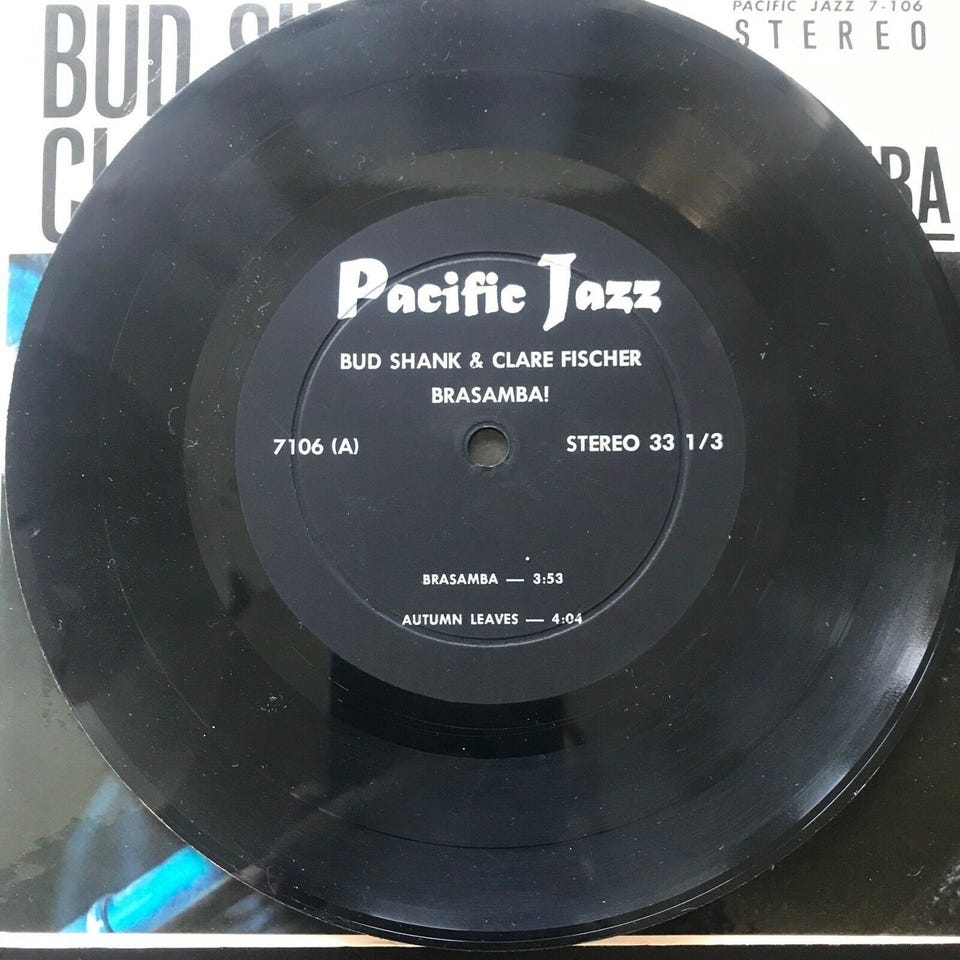 PACIFIC JAZZ 7-106
STEREO
BUD
Pacific Jazz
BUD SHANK & CLARE FISCHER
BRASAMBA!
7106 (A)
STEREO 33 1/3
BRASAMBA — 3:53
AUTUMN LEAVES — 4:04